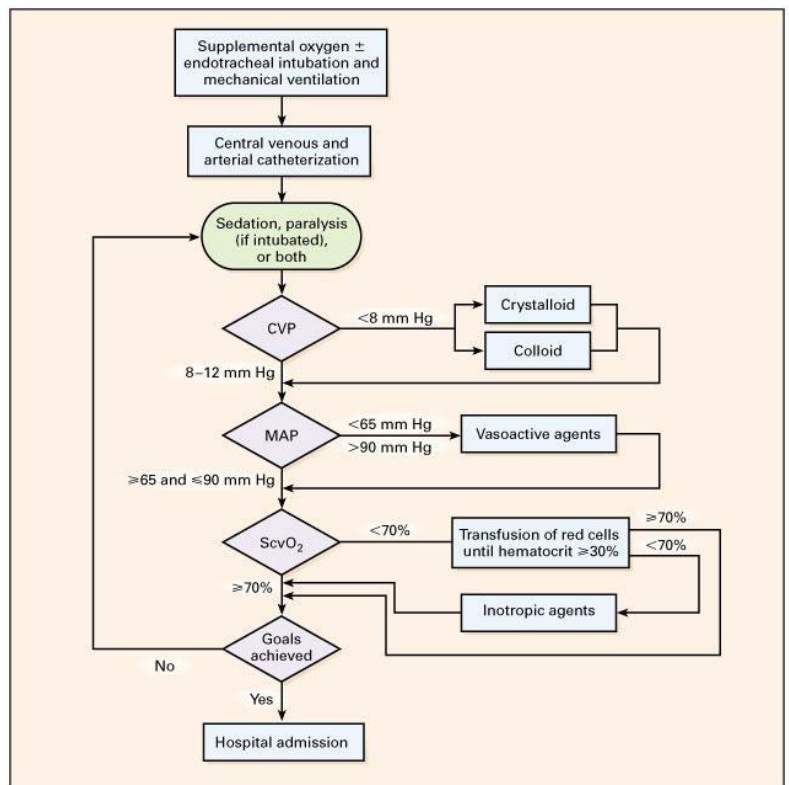 Supplemental oxygen ±
endotracheal intubation and
mechanical ventilation
Central venous and
arterial catheterization
Sedation, paralysis
(if intubated),
or both
CVP
<8 mm Hg
Crystalloid
Colloid
8–12 mm Hg
MAP
<65 mm Hg
>90 mm Hg
Vasoactive agents
≥65 and ≤90 mm Hg
ScvO₂
<70%
Transfusion of red cells
until hematocrit ≥30%
≥70%
<70%
≥70%
Inotropic agents
Goals
achieved
No
Yes
Hospital admission